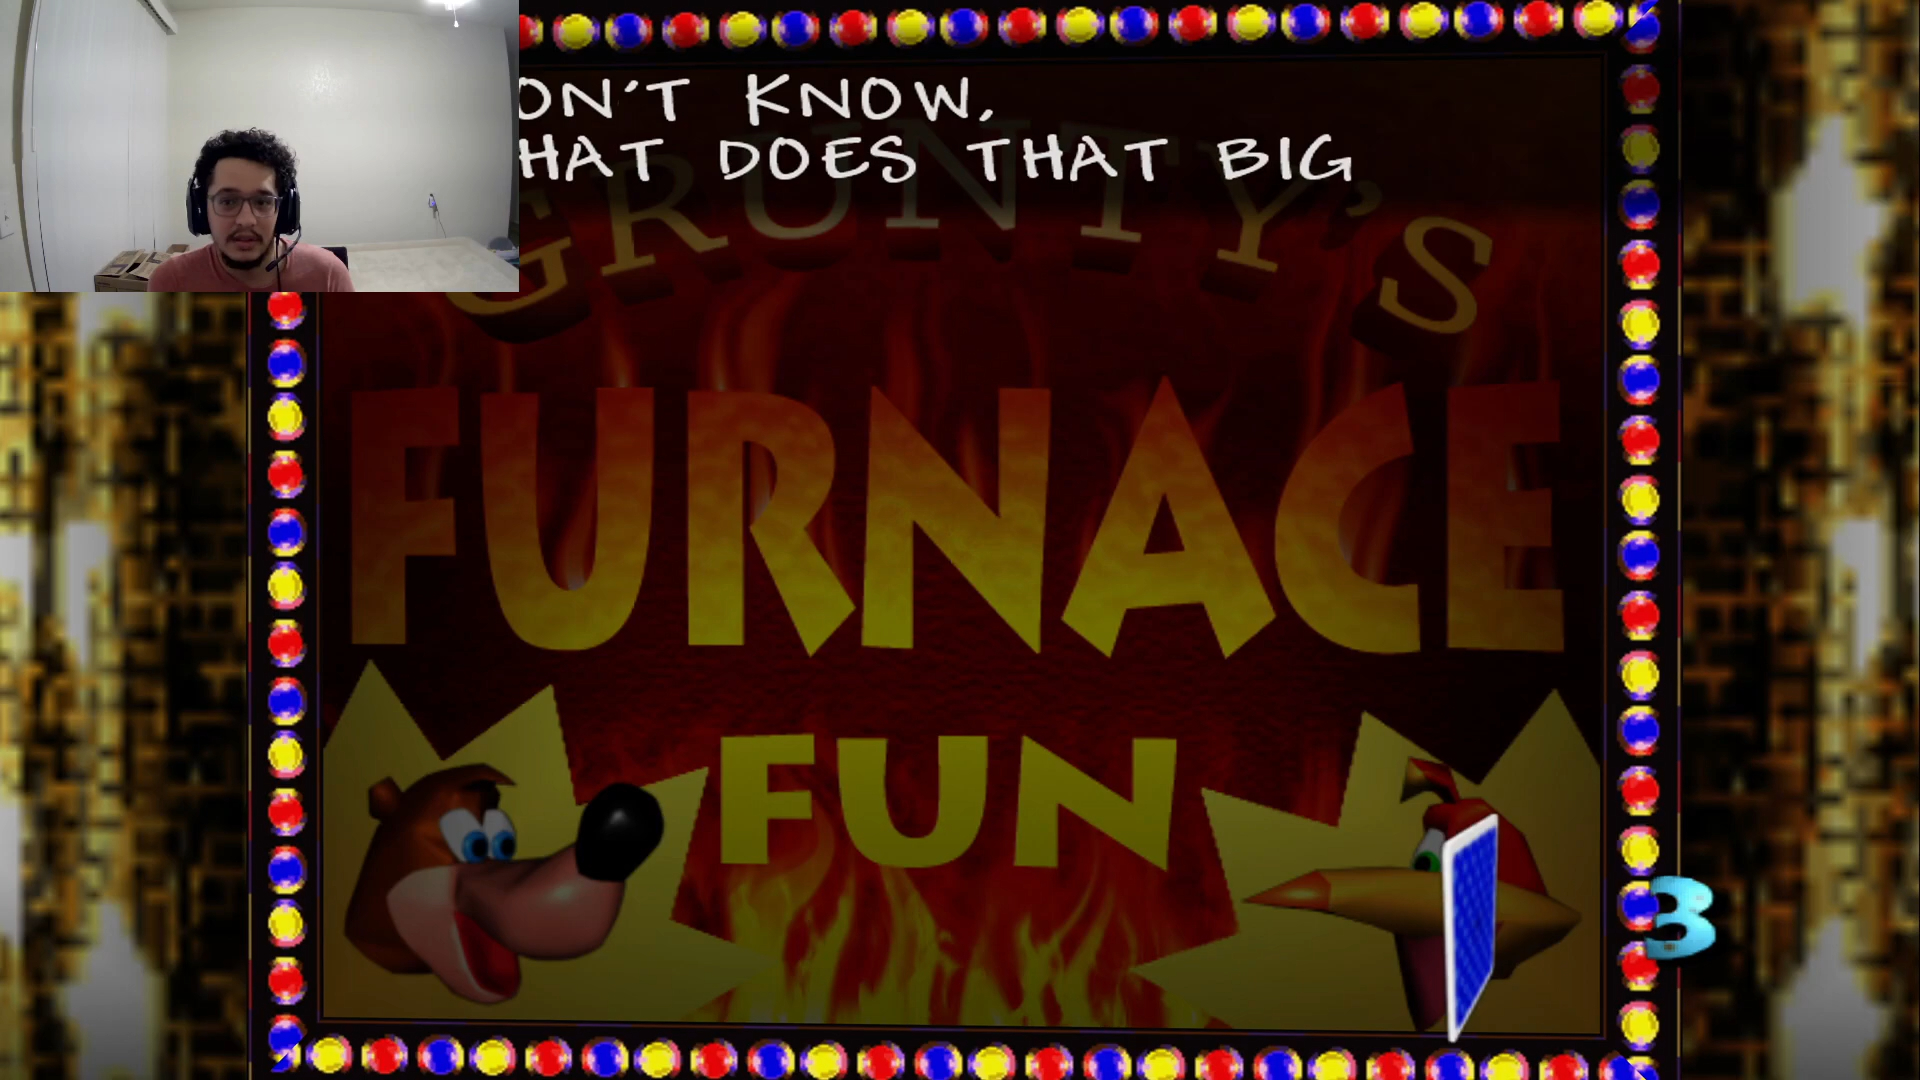 ON'T KNOW,
HAT DOES THAT BIG
GRUNTY'S
FURNACE
FUN
3